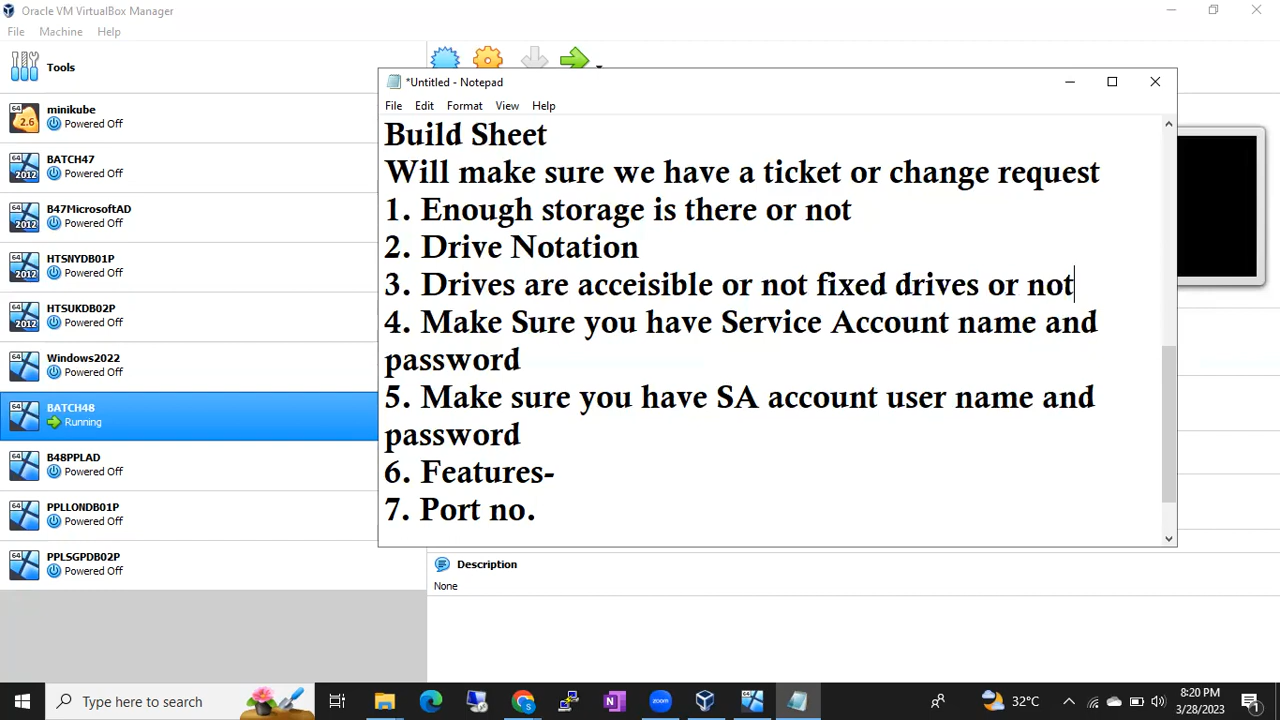 Oracle VM VirtualBox Manager
File Machine Help
Tools
minikube
Powered Off
BATCH47
Powered Off
B47MicrosoftAD
Powered Off
HTSNYDB01P
Powered Off
HTSUKDB02P
Powered Off
Windows2022
Powered Off
BATCH48
Running
B48PPLAD
Powered Off
PPLLONDB01P
Powered Off
PPLSGPDB02P
Powered Off
*Untitled - Notepad
File Edit Format View Help
Build Sheet
Will make sure we have a ticket or change request
1. Enough storage is there or not
2. Drive Notation
3. Drives are acceisible or not fixed drives or not
4. Make Sure you have Service Account name and
password
5. Make sure you have SA account user name and
password
6. Features-
7. Port no.
Description
None
Type here to search
zoom
32°C
8:20 PM
3/28/2023